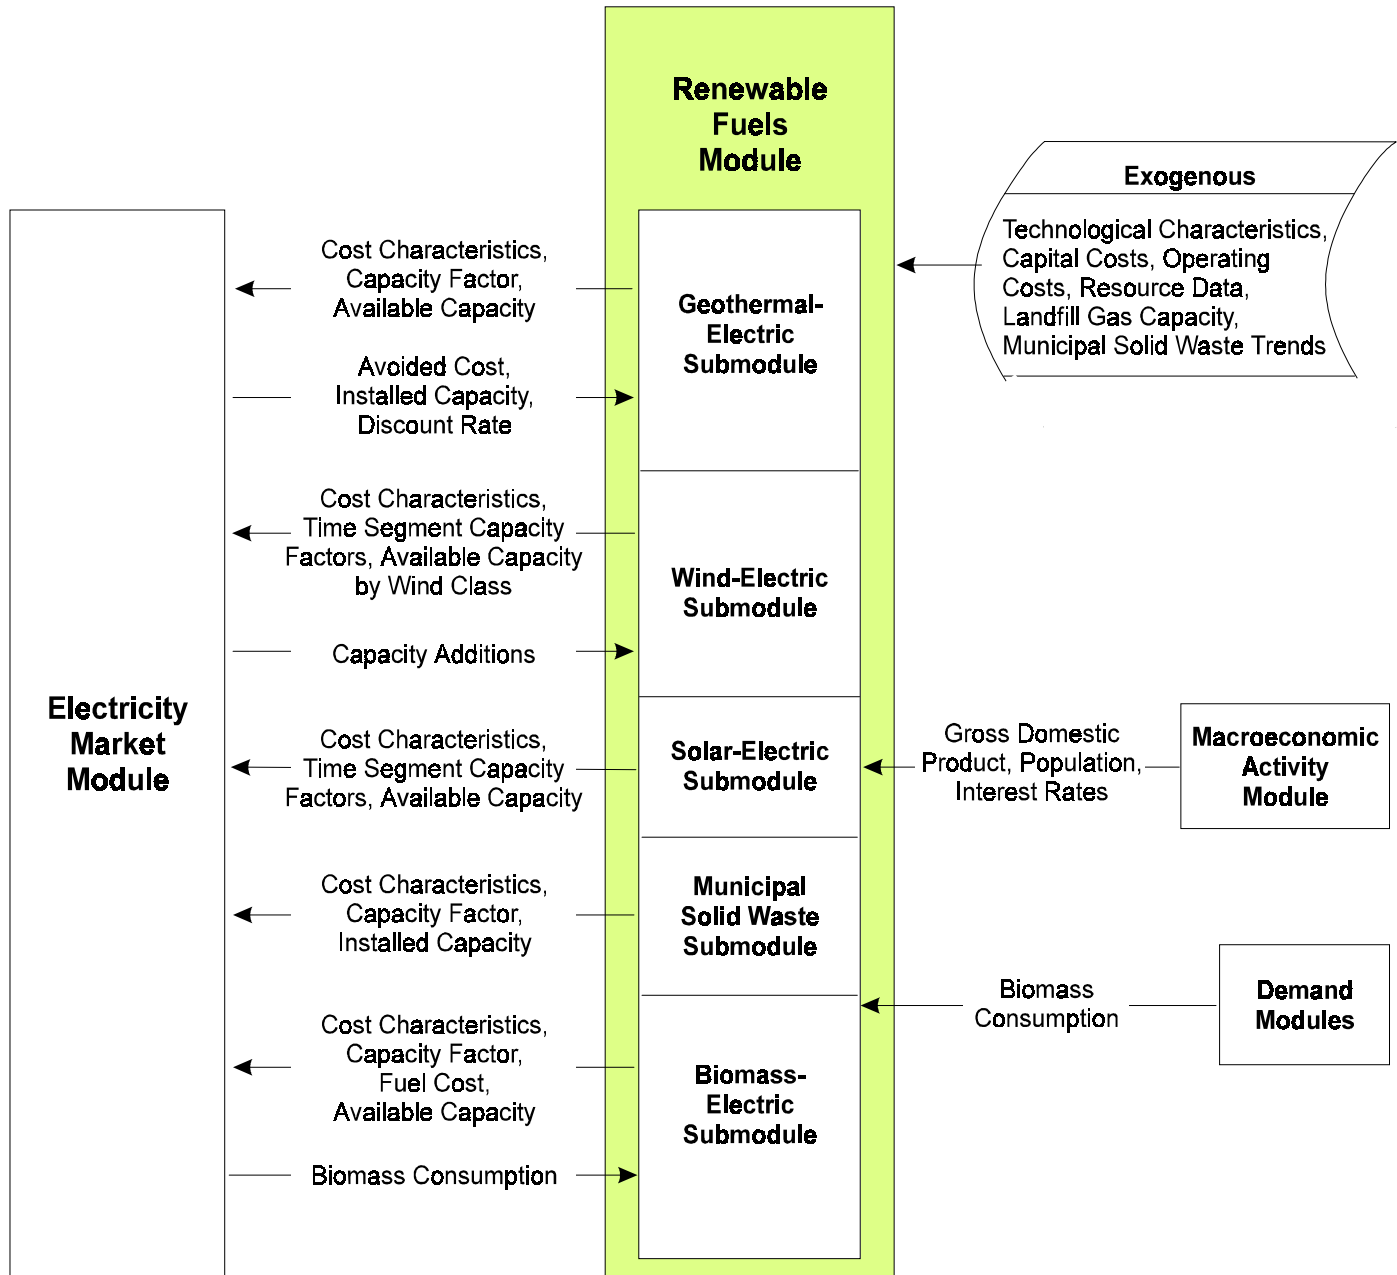 Renewable
Fuels
Module
Exogenous
Technological Characteristics,
Capital Costs, Operating
Costs, Resource Data,
Landfill Gas Capacity,
Municipal Solid Waste Trends
Cost Characteristics,
Capacity Factor,
Available Capacity
Geothermal-
Electric
Submodule
Avoided Cost,
Installed Capacity,
Discount Rate
Cost Characteristics,
Time Segment Capacity
Factors, Available Capacity
by Wind Class
Wind-Electric
Submodule
Capacity Additions
Electricity
Market
Module
Cost Characteristics,
Time Segment Capacity
Factors, Available Capacity
Solar-Electric
Submodule
Gross Domestic
Product, Population,
Interest Rates
Macroeconomic
Activity
Module
Cost Characteristics,
Capacity Factor,
Installed Capacity
Municipal
Solid Waste
Submodule
Biomass
Consumption
Demand
Modules
Cost Characteristics,
Capacity Factor,
Fuel Cost,
Available Capacity
Biomass-
Electric
Submodule
Biomass Consumption